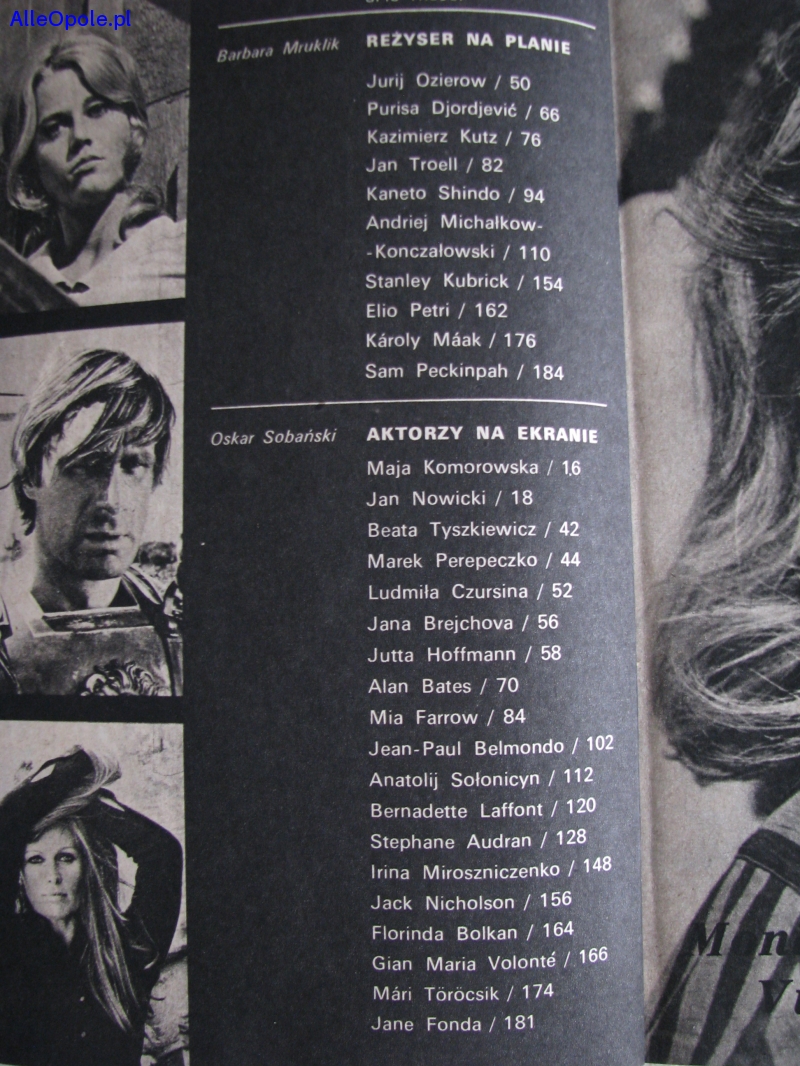 AlleOpole.pl
Barbara Mruklik
REŻYSER NA PLANIE
Jurij Ozierow / 50
Purisa Djordjević / 66
Kazimierz Kutz / 76
Jan Troell / 82
Kaneto Shindo / 94
Andriej Michałkow-
-Konczałowski / 110
Stanley Kubrick / 154
Elio Petri / 162
Károly Máak / 176
Sam Peckinpah / 184
Oskar Sobański
AKTORZY NA EKRANIE
Maja Komorowska / 16
Jan Nowicki / 18
Beata Tyszkiewicz / 42
Marek Perepeczko / 44
Ludmiła Czursina / 52
Jana Brejchova / 56
Jutta Hoffmann / 58
Alan Bates / 70
Mia Farrow / 84
Jean-Paul Belmondo / 102
Anatolij Sołonicyn / 112
Bernadette Laffont / 120
Stephane Audran / 128
Irina Miroszniczenko / 148
Jack Nicholson / 156
Florinda Bolkan / 164
Gian Maria Volonté / 166
Mári Töröcsik / 174
Jane Fonda / 181